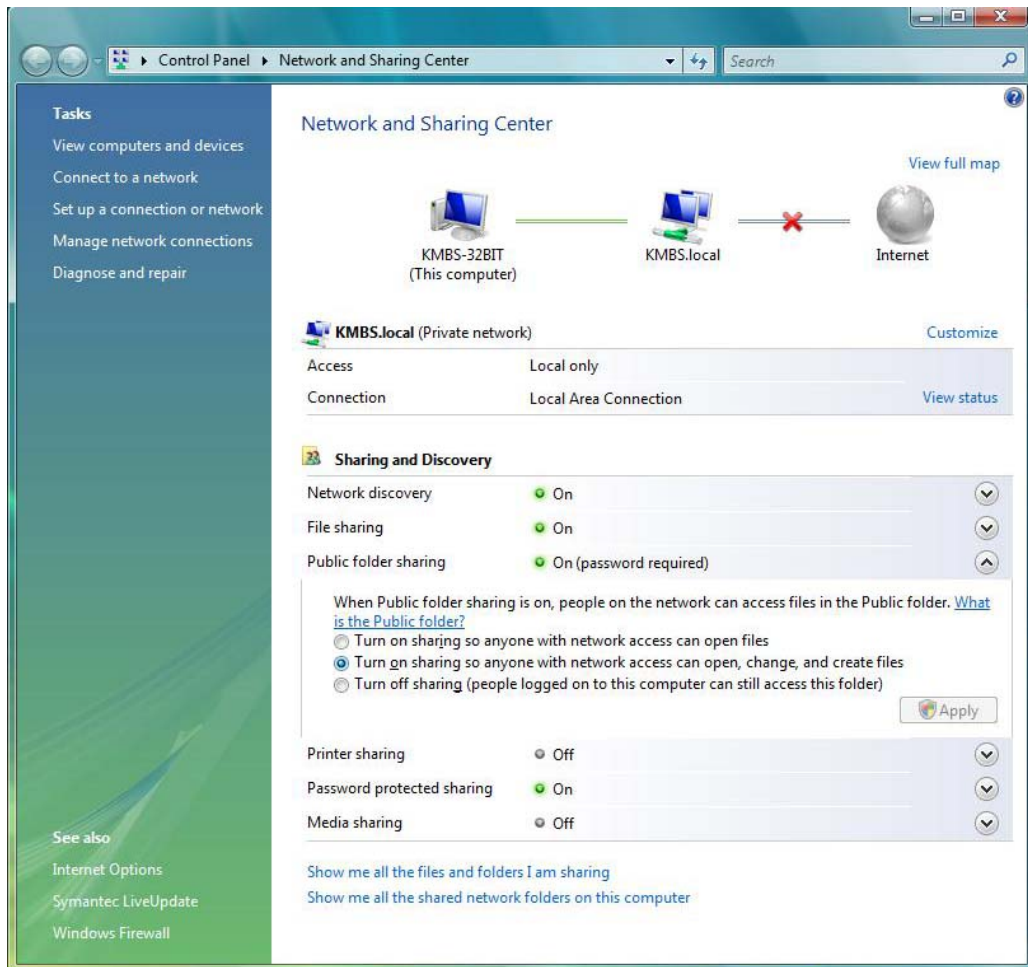 Control Panel Network and Sharing Center Search
Tasks
View computers and devices
Connect to a network
Set up a connection or network
Manage network connections
Diagnose and repair
See also
Internet Options
Symantec LiveUpdate
Windows Firewall
Network and Sharing Center
View full map
KMBS-32BIT
(This computer)
KMBS.local
Internet
KMBS.local (Private network) Customize
Access Local only
Connection Local Area Connection View status
Sharing and Discovery
Network discovery On
File sharing On
Public folder sharing On (password required)
When Public folder sharing is on, people on the network can access files in the Public folder. What
is the Public folder?
Turn on sharing so anyone with network access can open files
Turn on sharing so anyone with network access can open, change, and create files
Turn off sharing (people logged on to this computer can still access this folder)
Apply
Printer sharing Off
Password protected sharing On
Media sharing Off
Show me all the files and folders I am sharing
Show me all the shared network folders on this computer